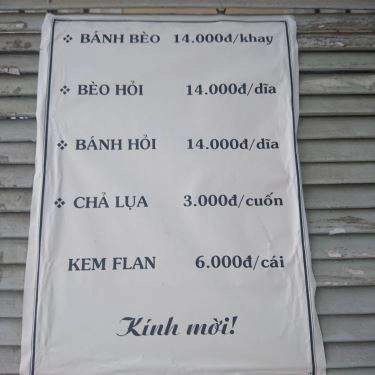 ❖ BÁNH BÈO 14.000đ/khay
❖ BÈO HỎI 14.000đ/dĩa
❖ BÁNH HỎI 14.000đ/dĩa
❖ CHẢ LỤA 3.000đ/cuốn
KEM FLAN 6.000đ/cái
Kính mời!